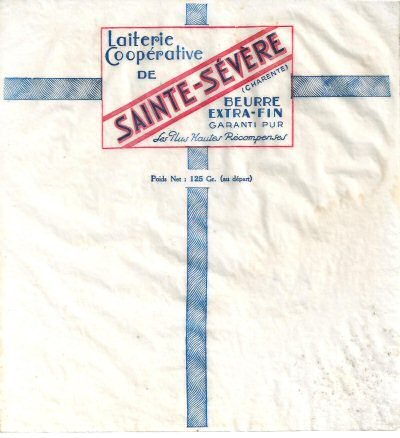 Laiterie
Coopérative
DE
SAINTE-SÉVÈRE
(CHARENTE)
BEURRE
EXTRA-FIN
GARANTI PUR
Les Plus Hautes Récompenses
Poids Net : 125 Gr. (au départ)